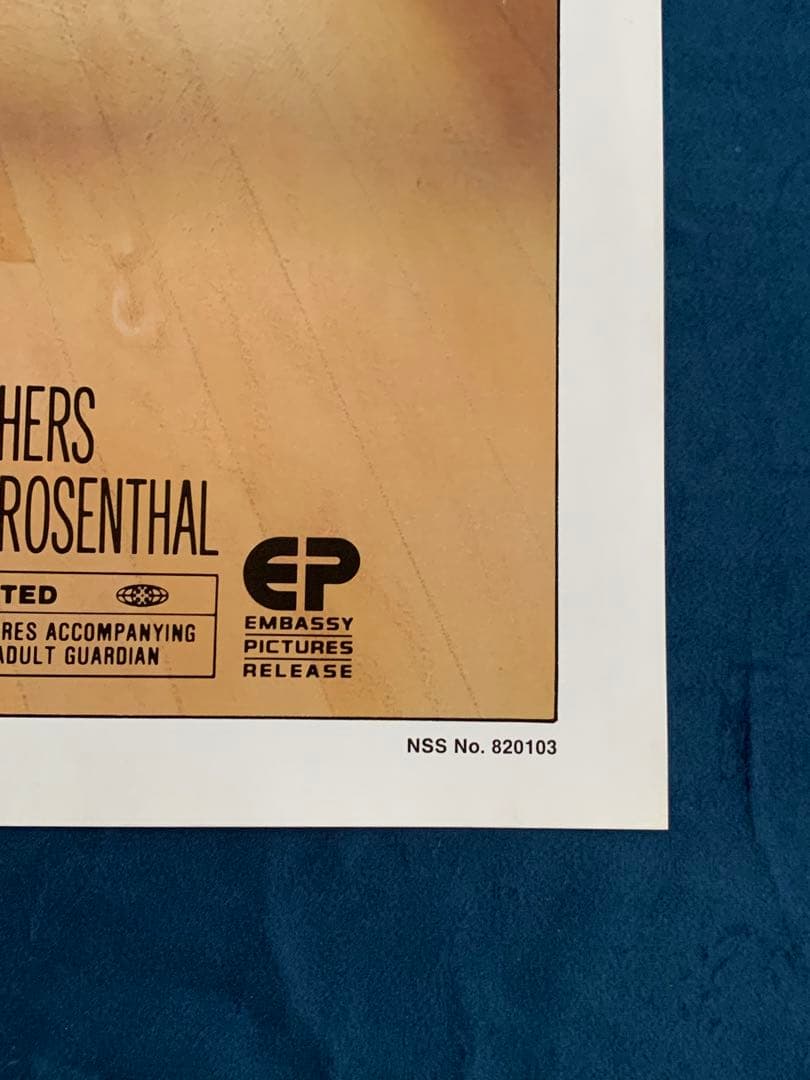 HERS
ROSENTHAL
TED
RES ACCOMPANYING
ADULT GUARDIAN
EP
EMBASSY
PICTURES
RELEASE
NSS No. 820103